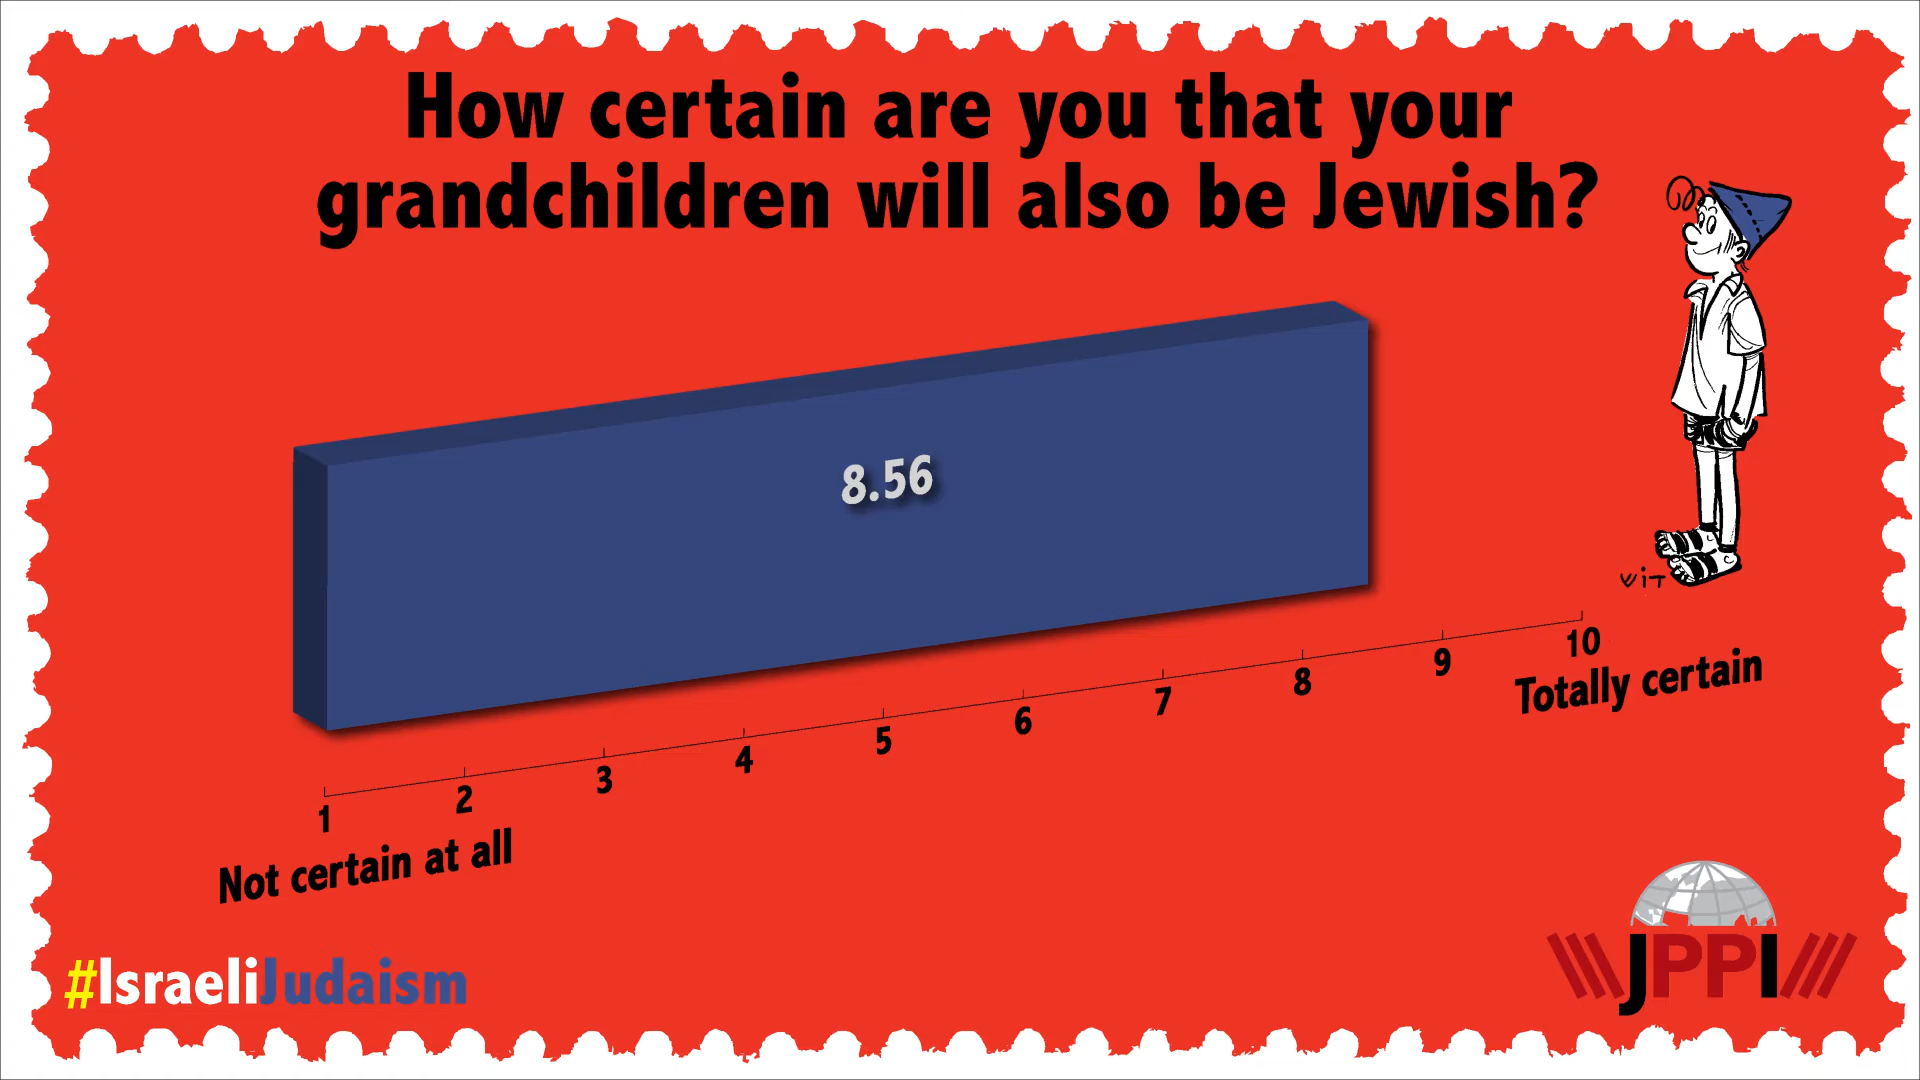 How certain are you that your
grandchildren will also be Jewish?
8.56
WiT
1 2 3 4 5 6 7 8 9 10
Not certain at all
Totally certain
#IsraeliJudaism
JPPI